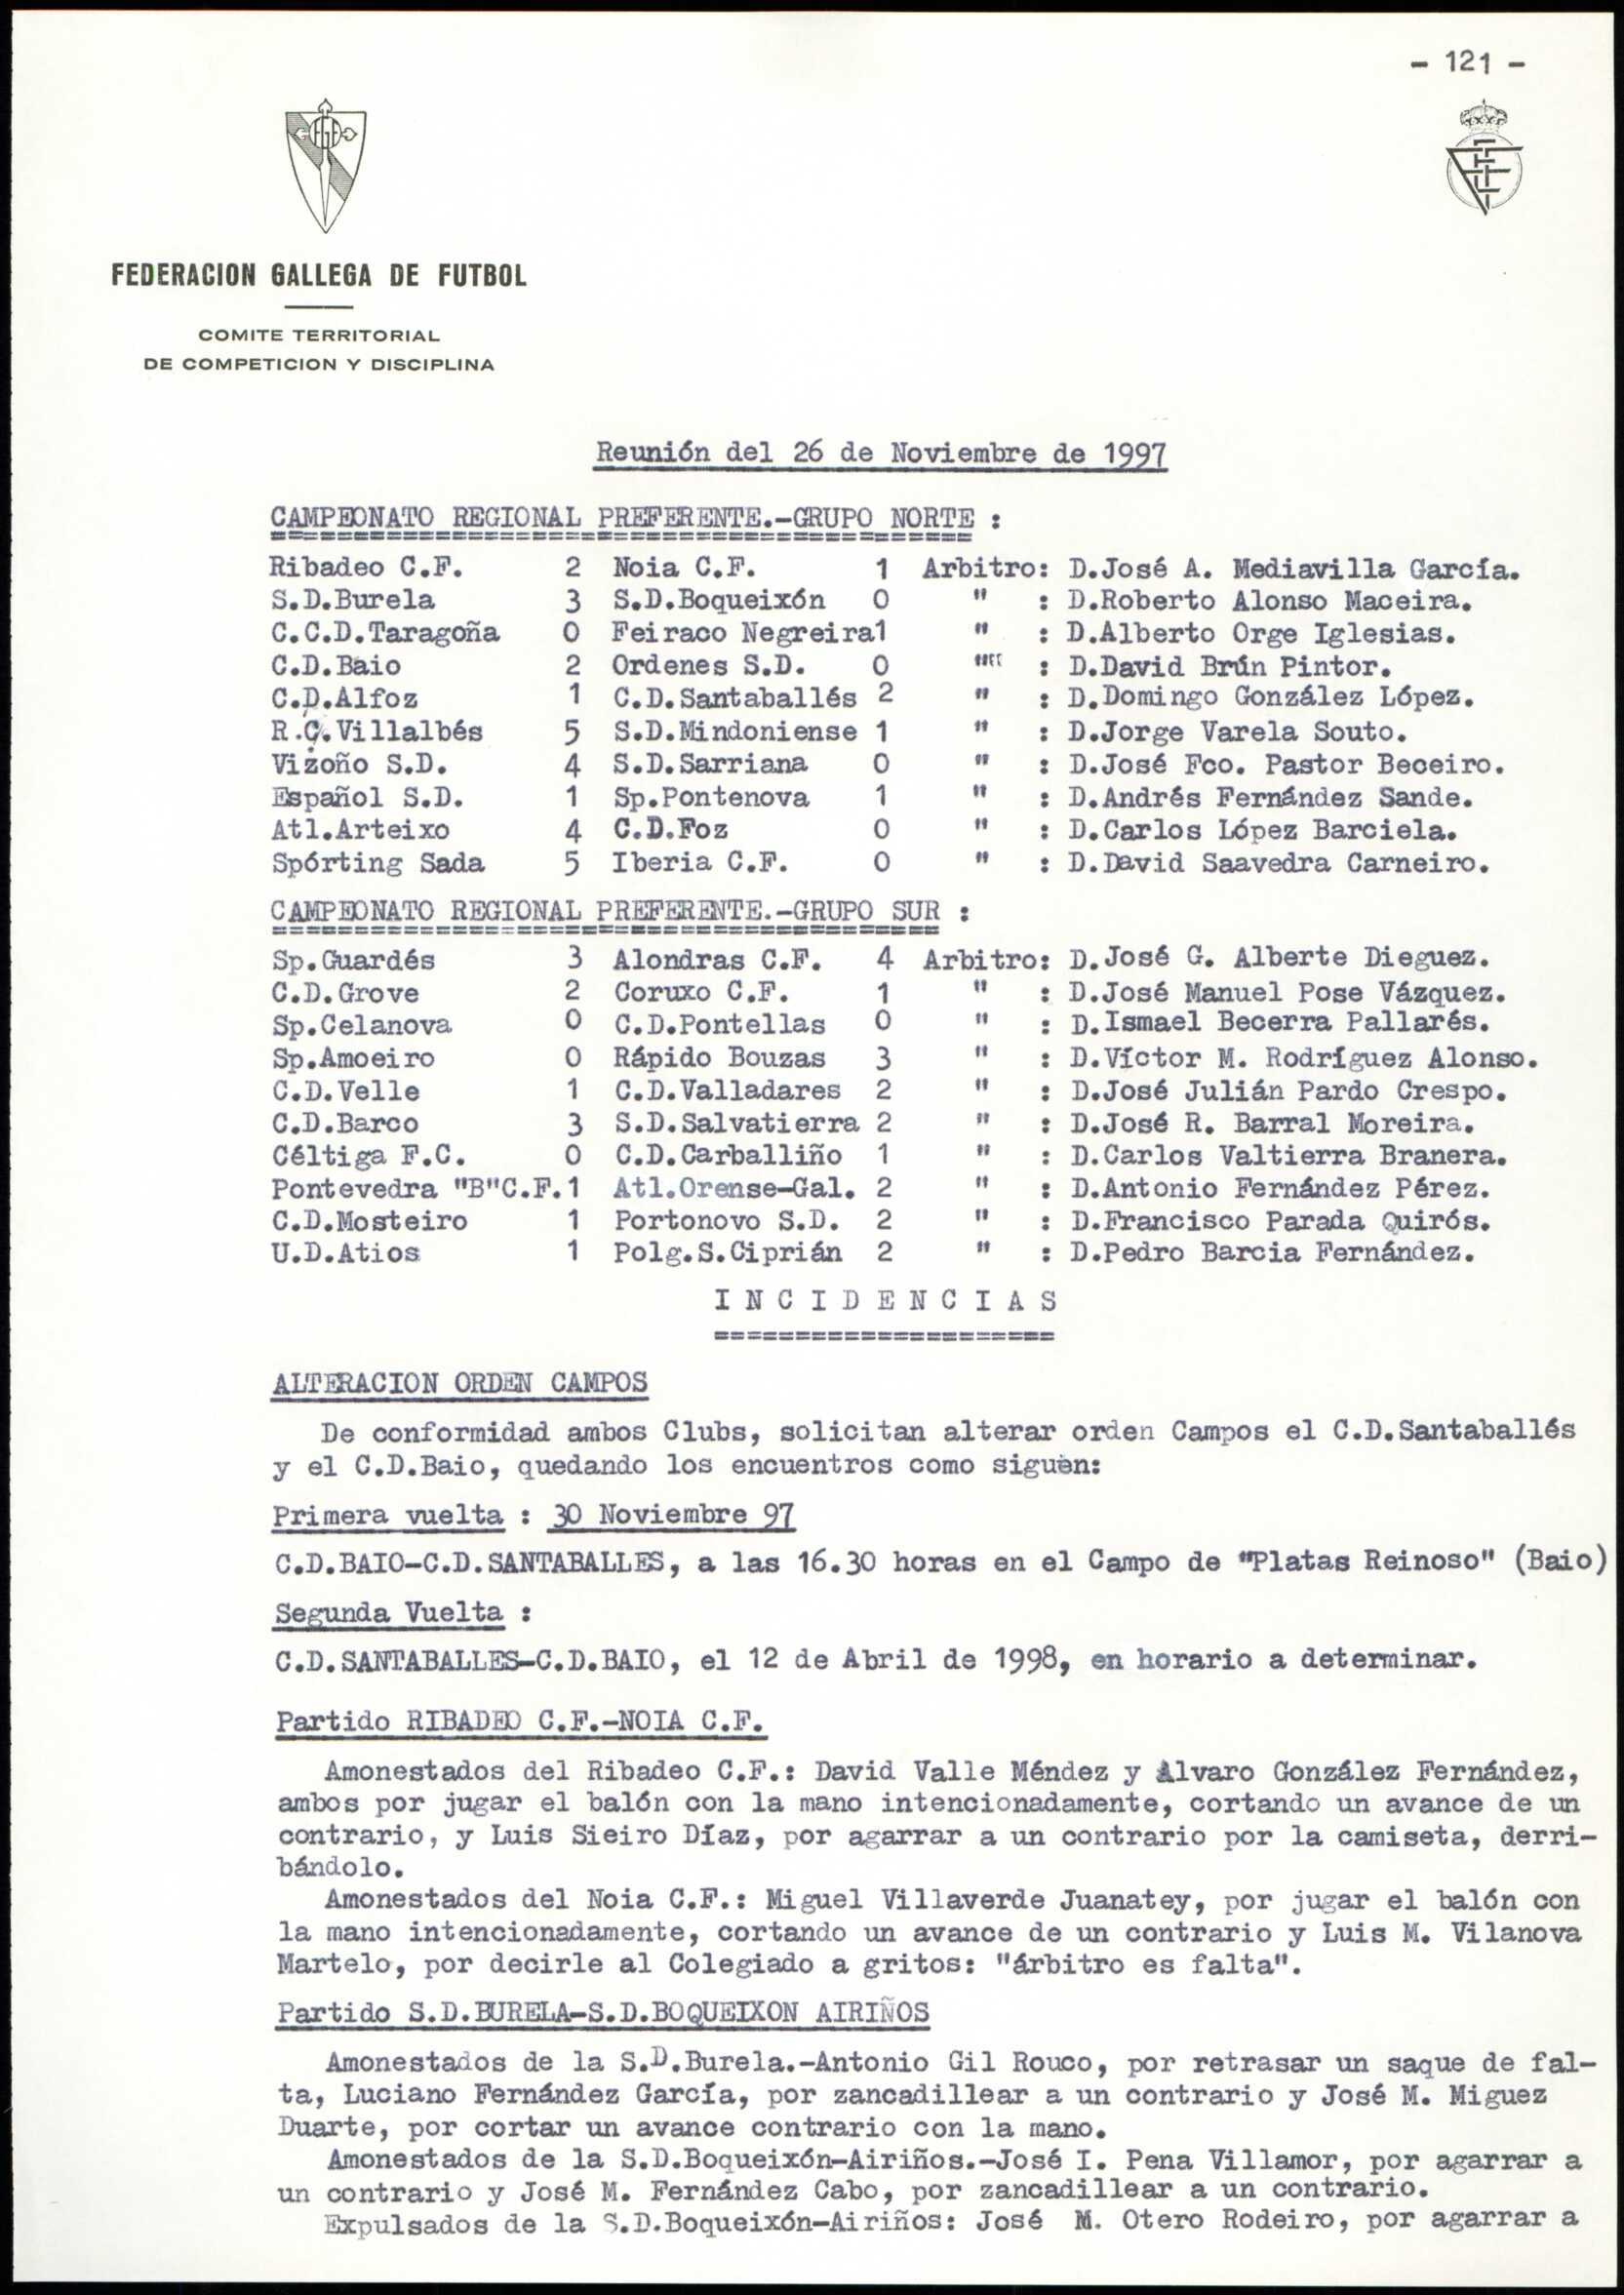 - 121 -
FEDERACION GALLEGA DE FUTBOL
COMITE TERRITORIAL
DE COMPETICION Y DISCIPLINA
Reunión del 26 de Noviembre de 1997
CAMPEONATO REGIONAL PREFERENTE.-GRUPO NORTE :
Ribadeo C.F. 2 Noia C.F. 1 Arbitro: D.José A. Mediavilla García.
S.D.Burela 3 S.D.Boqueixón 0 " : D.Roberto Alonso Maceira.
C.C.D.Taragoña 0 Feiraco Negreira1 " : D.Alberto Orge Iglesias.
C.D.Baio 2 Ordenes S.D. 0 " : D.David Brún Pintor.
C.D.Alfoz 1 C.D.Santaballés 2 " : D.Domingo González López.
R.C.Villalbés 5 S.D.Mindoniense 1 " : D.Jorge Varela Souto.
Vizoño S.D. 4 S.D.Sarriana 0 " : D.José Fco. Pastor Beceiro.
Español S.D. 1 Sp.Pontenova 1 " : D.Andrés Fernández Sande.
Atl.Arteixo 4 C.D.Foz 0 " : D.Carlos López Barciela.
Spórting Sada 5 Iberia C.F. 0 " : D.David Saavedra Carneiro.
CAMPEONATO REGIONAL PREFERENTE.-GRUPO SUR :
Sp.Guardés 3 Alondras C.F. 4 Arbitro: D.José G. Alberte Dieguez.
C.D.Grove 2 Coruxo C.F. 1 " : D.José Manuel Pose Vázquez.
Sp.Celanova 0 C.D.Pontellas 0 " : D.Ismael Becerra Pallarés.
Sp.Amoeiro 0 Rápido Bouzas 3 " : D.Víctor M. Rodríguez Alonso.
C.D.Velle 1 C.D.Valladares 2 " : D.José Julián Pardo Crespo.
C.D.Barco 3 S.D.Salvatierra 2 " : D.José R. Barral Moreira.
Céltiga F.C. 0 C.D.Carballiño 1 " : D.Carlos Valtierra Branera.
Pontevedra "B"C.F.1 Atl.Orense-Gal. 2 " : D.Antonio Fernández Pérez.
C.D.Mosteiro 1 Portonovo S.D. 2 " : D.Francisco Parada Quirós.
U.D.Atios 1 Polg.S.Ciprián 2 " : D.Pedro Barcia Fernández.
I N C I D E N C I A S
ALTERACION ORDEN CAMPOS
De conformidad ambos Clubs, solicitan alterar orden Campos el C.D.Santaballés
y el C.D.Baio, quedando los encuentros como siguen:
Primera vuelta : 30 Noviembre 97
C.D.BAIO-C.D.SANTABALLES, a las 16.30 horas en el Campo de "Platas Reinoso" (Baio)
Segunda Vuelta :
C.D.SANTABALLES-C.D.BAIO, el 12 de Abril de 1998, en horario a determinar.
Partido RIBADEO C.F.-NOIA C.F.
Amonestados del Ribadeo C.F.: David Valle Méndez y Alvaro González Fernández,
ambos por jugar el balón con la mano intencionadamente, cortando un avance de un
contrario, y Luis Sieiro Díaz, por agarrar a un contrario por la camiseta, derri-
bándolo.
Amonestados del Noia C.F.: Miguel Villaverde Juanatey, por jugar el balón con
la mano intencionadamente, cortando un avance de un contrario y Luis M. Vilanova
Martelo, por decirle al Colegiado a gritos: "árbitro es falta".
Partido S.D.BURELA-S.D.BOQUEIXON AIRIÑOS
Amonestados de la S.D.Burela.-Antonio Gil Rouco, por retrasar un saque de fal-
ta, Luciano Fernández García, por zancadillear a un contrario y José M. Miguez
Duarte, por cortar un avance contrario con la mano.
Amonestados de la S.D.Boqueixón-Airiños.-José I. Pena Villamor, por agarrar a
un contrario y José M. Fernández Cabo, por zancadillear a un contrario.
Expulsados de la S.D.Boqueixón-Airiños: José M. Otero Rodeiro, por agarrar a